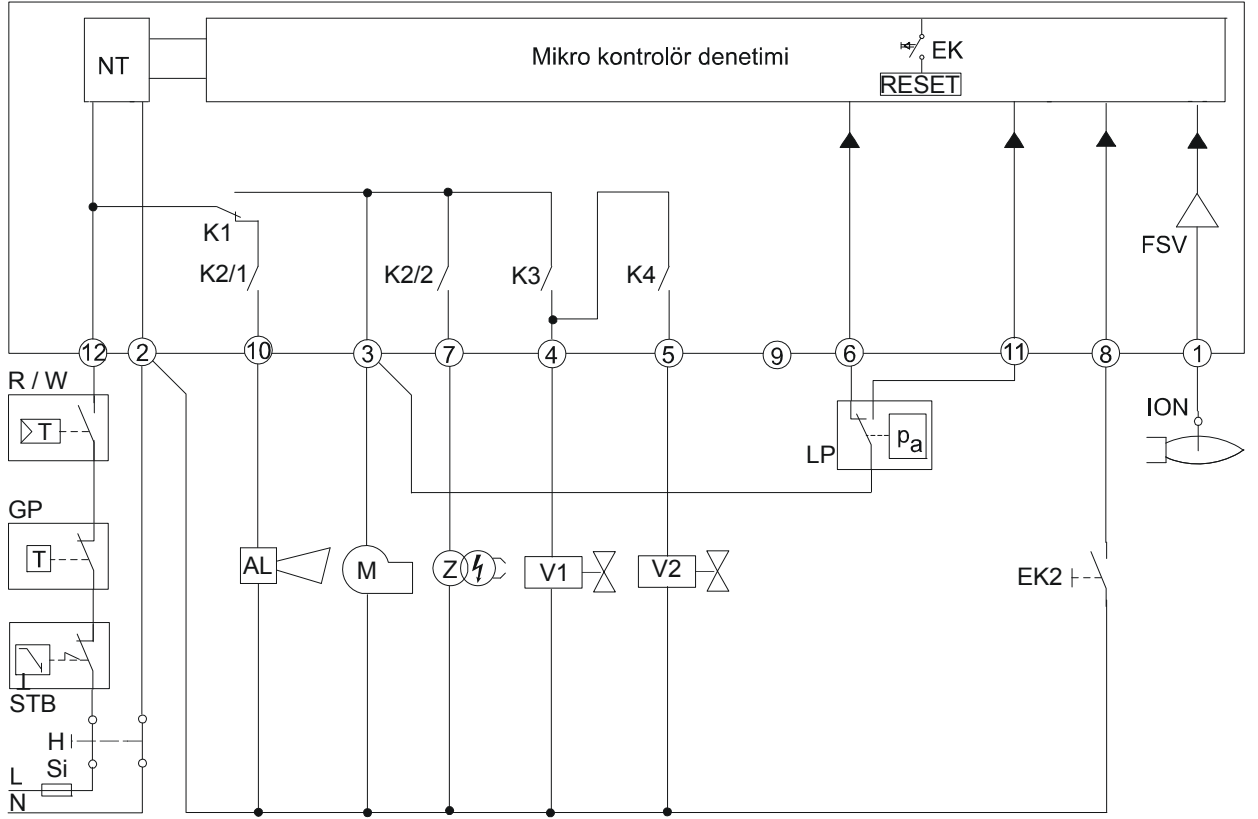 NT
Mikro kontrolör denetimi
EK
RESET
K1
K2/1
K2/2
K3
K4
FSV
12
2
10
3
7
4
5
9
6
11
8
1
R / W
T
LP
pa
ION
GP
T
AL
M
Z
V1
V2
EK2
STB
H
Si
L
N